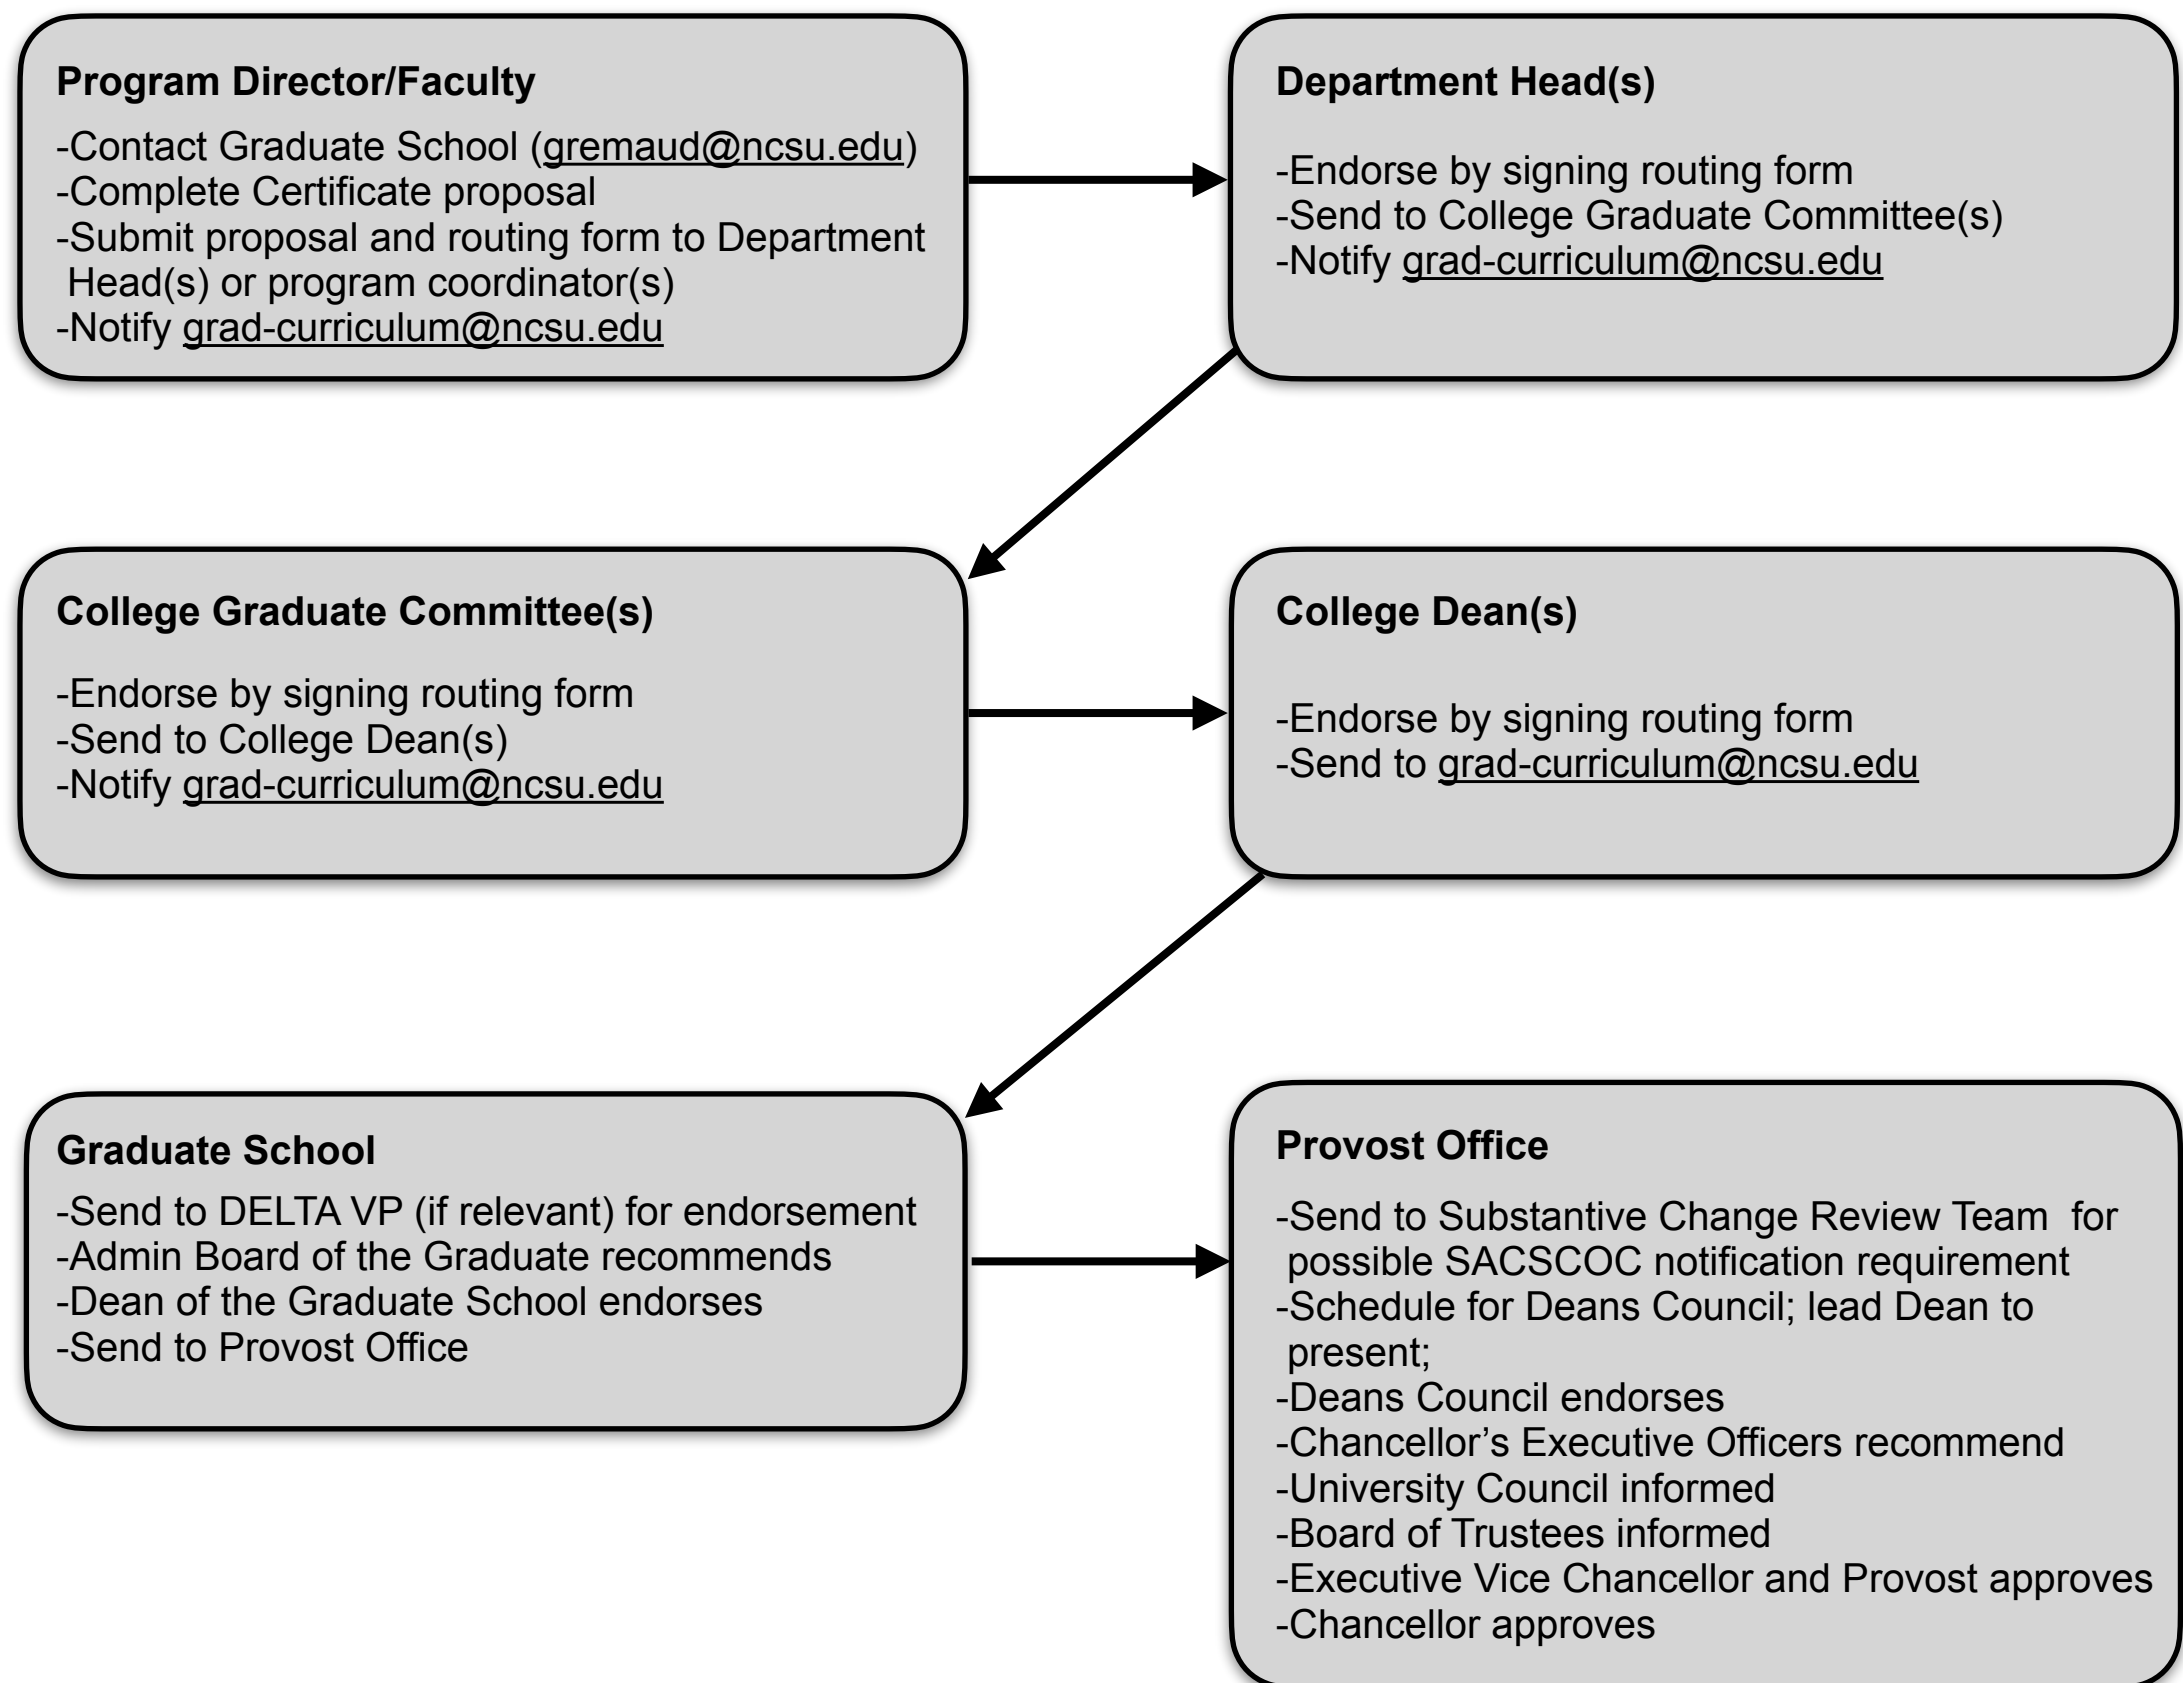 Program Director/Faculty
-Contact Graduate School (gremaud@ncsu.edu)
-Complete Certificate proposal
-Submit proposal and routing form to Department
Head(s) or program coordinator(s)
-Notify grad-curriculum@ncsu.edu
Department Head(s)
-Endorse by signing routing form
-Send to College Graduate Committee(s)
-Notify grad-curriculum@ncsu.edu
College Graduate Committee(s)
-Endorse by signing routing form
-Send to College Dean(s)
-Notify grad-curriculum@ncsu.edu
College Dean(s)
-Endorse by signing routing form
-Send to grad-curriculum@ncsu.edu
Graduate School
-Send to DELTA VP (if relevant) for endorsement
-Admin Board of the Graduate recommends
-Dean of the Graduate School endorses
-Send to Provost Office
Provost Office
-Send to Substantive Change Review Team  for
possible SACSCOC notification requirement
-Schedule for Deans Council; lead Dean to
present;
-Deans Council endorses
-Chancellor’s Executive Officers recommend
-University Council informed
-Board of Trustees informed
-Executive Vice Chancellor and Provost approves
-Chancellor approves